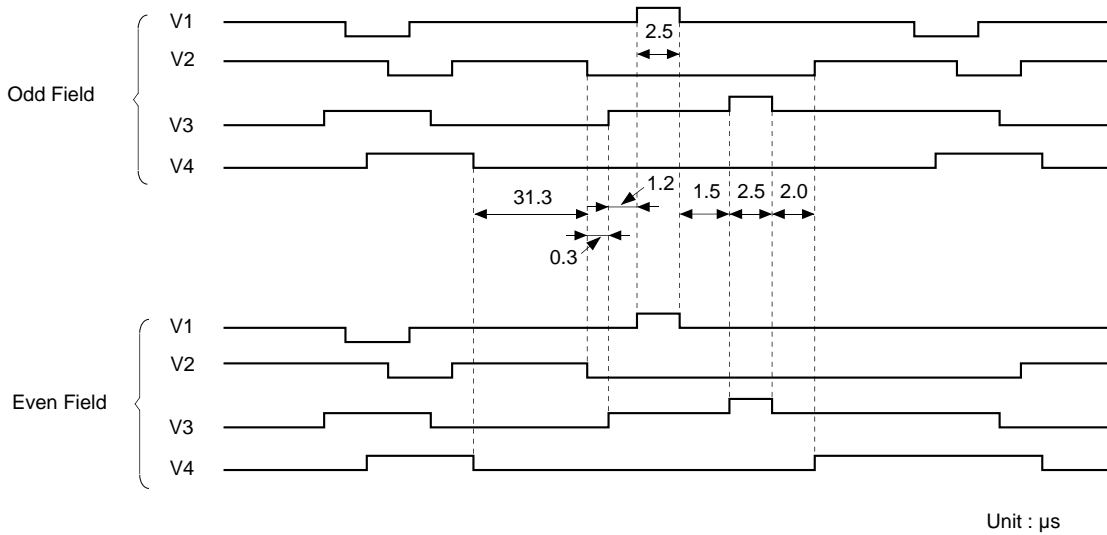 V1
2.5
V2
Odd Field
V3
V4
1.2
31.3
1.5
2.5
2.0
0.3
V1
V2
Even Field
V3
V4
Unit : μs